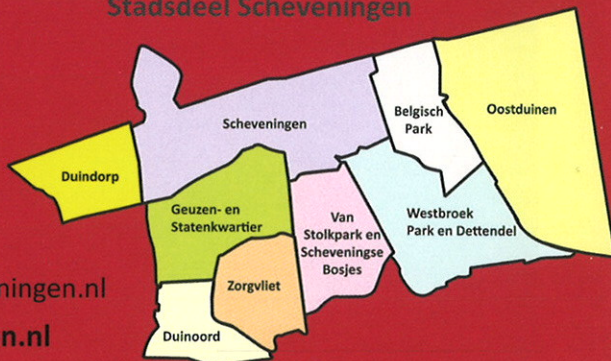 Stadsdeel Scheveningen
Scheveningen
Belgisch
Park
Oostduinen
Duindorp
Geuzen- en
Statenkwartier
Van
Stolkpark en
Scheveningse
Bosjes
Westbroek
Park en Dettendel
Zorgvliet
Duinoord
ningen.nl
n.nl